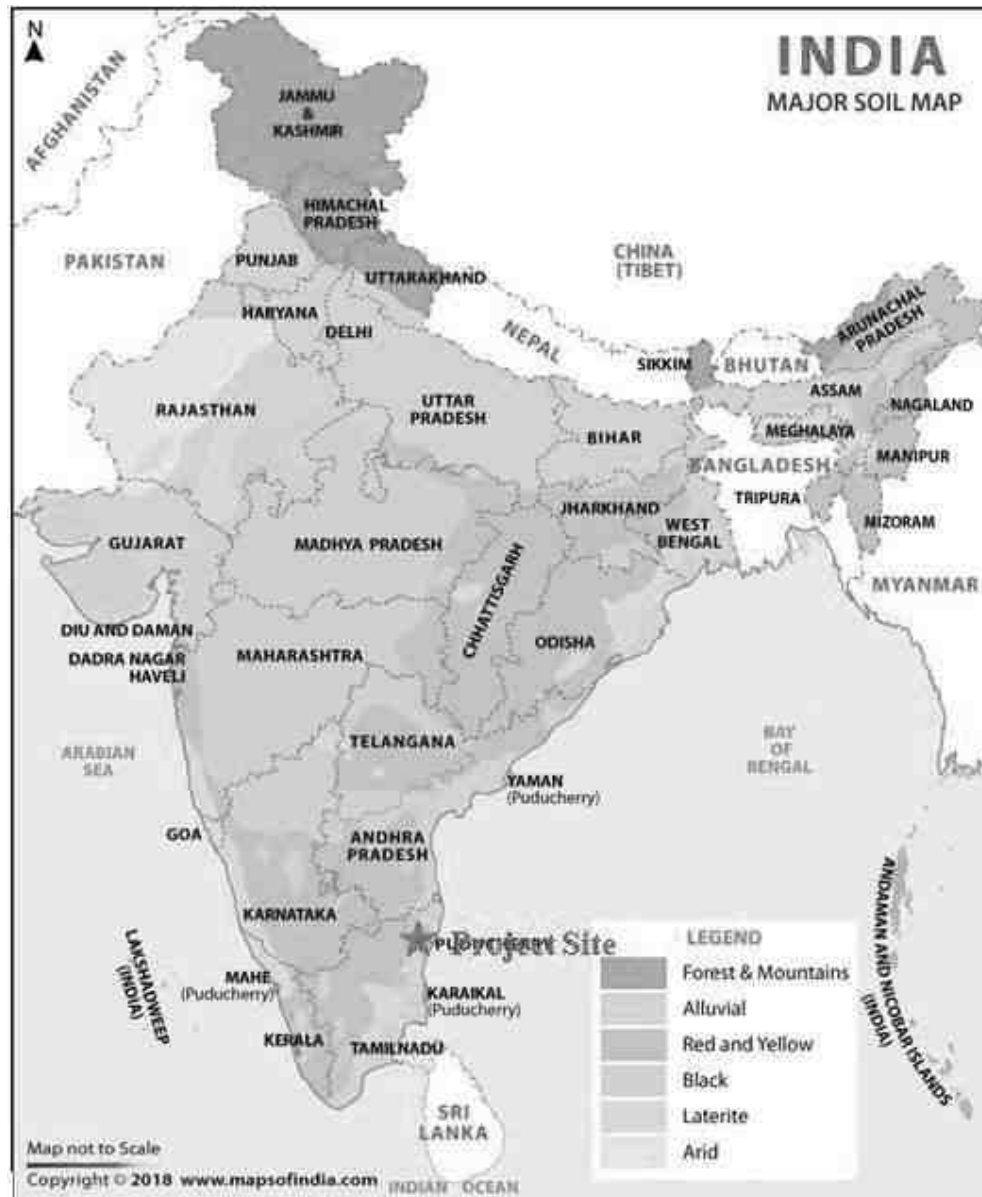 N
INDIA
MAJOR SOIL MAP
AFGHANISTAN
JAMMU
&
KASHMIR
HIMACHAL
PRADESH
PAKISTAN
PUNJAB
UTTARAKHAND
CHINA
(TIBET)
HARYANA
DELHI
NEPAL
SIKKIM
BHUTAN
ARUNACHAL
PRADESH
RAJASTHAN
UTTAR
PRADESH
BIHAR
ASSAM
NAGALAND
MEGHALAYA
MANIPUR
BANGLADESH
TRIPURA
MIZORAM
GUJARAT
MADHYA PRADESH
JHARKHAND
WEST
BENGAL
MYANMAR
CHHATTISGARH
ODISHA
DIU AND DAMAN
DADRA NAGAR
HAVELI
MAHARASHTRA
ARABIAN
SEA
TELANGANA
BAY
OF
BENGAL
YAMAN
(Puducherry)
GOA
ANDHRA
PRADESH
KARNATAKA
Project Site
LAKSHADWEEP
(INDIA)
MAHE
(Puducherry)
KARAIKAL
(Puducherry)
KERALA
TAMILNADU
SRI
LANKA
ANDAMAN AND NICOBAR ISLANDS
(INDIA)
LEGEND
Forest & Mountains
Alluvial
Red and Yellow
Black
Laterite
Arid
Map not to Scale
Copyright © 2018 www.mapsofindia.com
INDIAN OCEAN